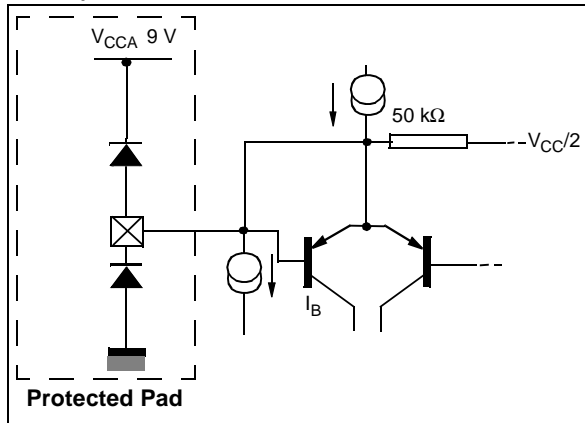 V_CCA 9 V
50 kΩ
V_CC/2
I_B
Protected Pad